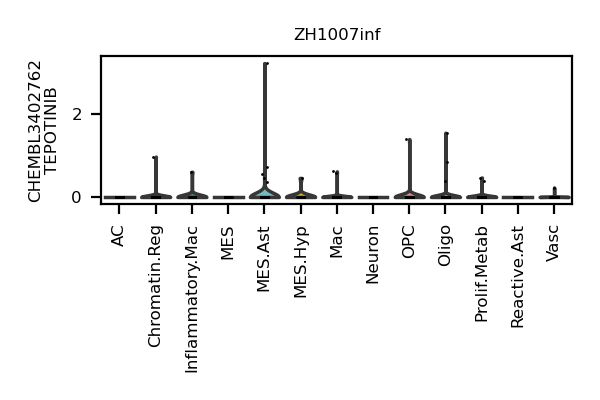 ZH1007inf
CHEMBL3402762
TEPOTINIB
2
0
AC
Chromatin.Reg
Inflammatory.Mac
MES
MES.Ast
MES.Hyp
Mac
Neuron
OPC
Oligo
Prolif.Metab
Reactive.Ast
Vasc